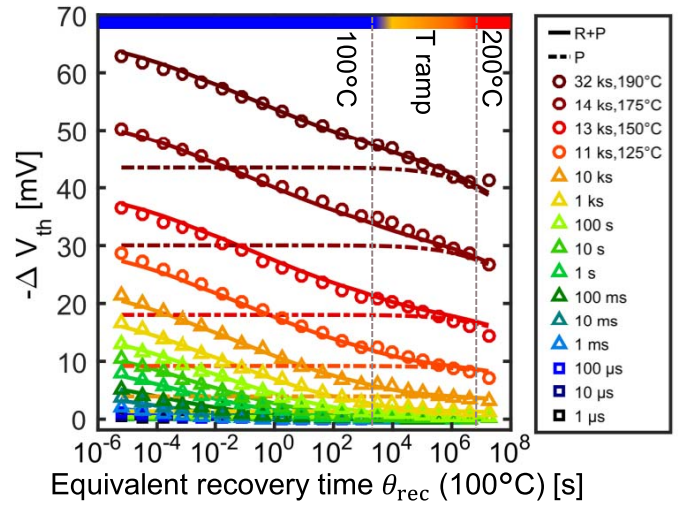 70
60
50
40
30
20
10
0
-Δ V_th [mV]
100°C
T ramp
200°C
10^-6 10^-4 10^-2 10^0 10^2 10^4 10^6 10^8
Equivalent recovery time θ_rec (100°C) [s]
R+P
P
32 ks,190°C
14 ks,175°C
13 ks,150°C
11 ks,125°C
10 ks
1 ks
100 s
10 s
1 s
100 ms
10 ms
1 ms
100 µs
10 µs
1 µs